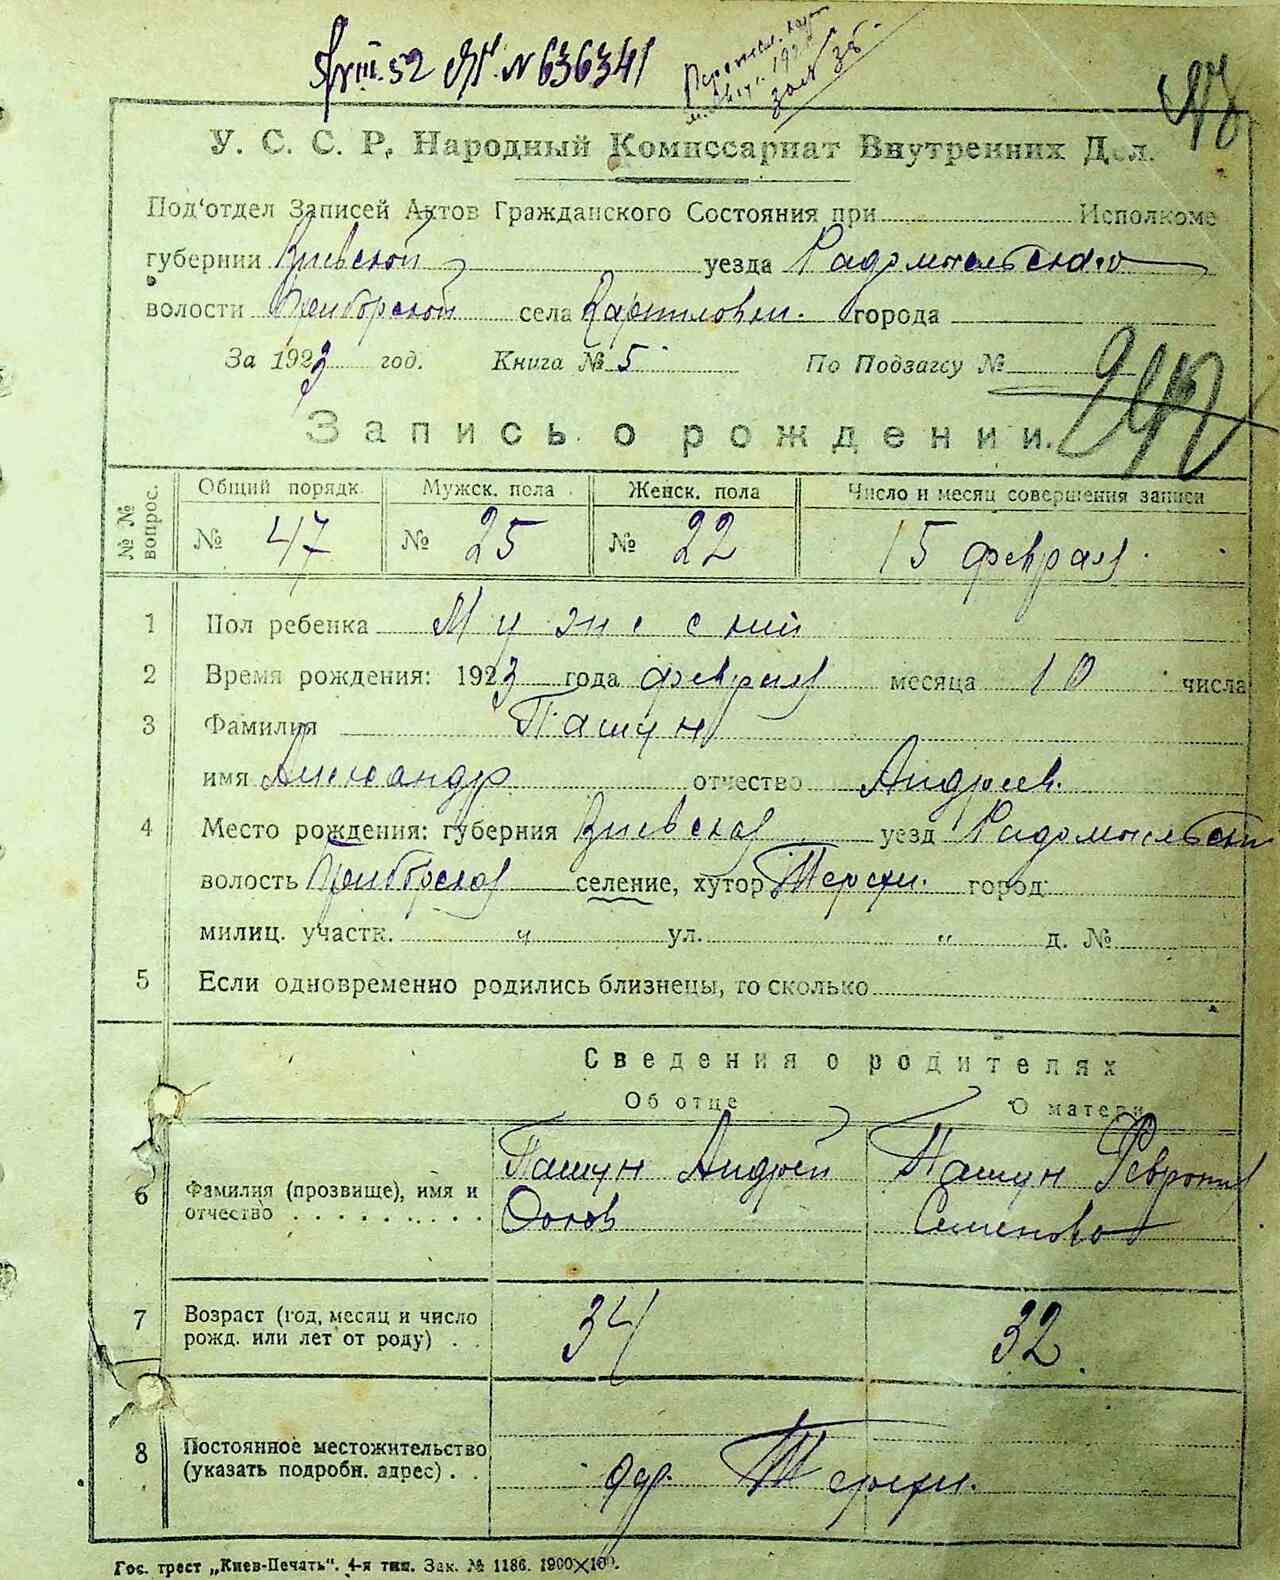 № 636341
У. С. С. Р. Народный Комиссариат Внутренних Дел.
Под'отдел Записей Актов Гражданского Состояния при Исполкоме
губернии Киевской уезда Радомысльского
волости села города
За 1923 год. Книга № 5 По Подзагсу №
Запись о рождении.
№№ вопрос. Общий порядк. Мужск. пола Женск. пола Число и месяц совершения записи
№ 47 № 25 № 22 15 февраля
1 Пол ребенка Мужеский
2 Время рождения: 1923 года февраля месяца 10 числа
3 Фамилия Пашун
имя Александр отчество Андреев.
4 Место рождения: губерния Киевская уезд Радомысльский
волость селение, хутор город:
милиц. участк. " ул. " д. №
5 Если одновременно родились близнецы, то сколько
Сведения о родителях
Об отце О матери
6 Фамилия (прозвище), имя и отчество Пашун Андрей Пашун Феврония Семенова
7 Возраст (год, месяц и число рожд. или лет от роду) 34 32
8 Постоянное местожительство (указать подробн. адрес)
Гос. трест „Киев-Печать". 4-я тип. Зак. № 1186. 1900×100.